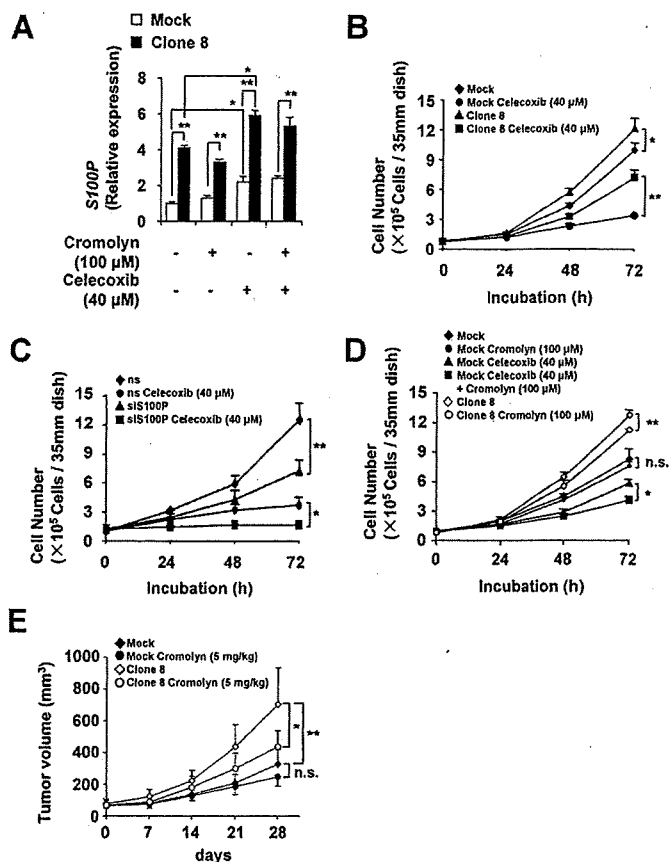 A
Mock
Clone 8
S100P
(Relative expression)
8
6
4
2
0
* * ** ** ** **
Cromolyn
(100 µM)
- + - +
Celecoxib
(40 µM)
- - + +
B
Mock
Mock Celecoxib (40 µM)
Clone 8
Clone 8 Celecoxib (40 µM)
Cell Number
(×10⁵ Cells / 35mm dish)
15
12
9
6
3
0
*
**
0 24 48 72
Incubation (h)
C
ns
ns Celecoxib (40 µM)
siS100P
siS100P Celecoxib (40 µM)
Cell Number
(×10⁵ Cells / 35mm dish)
15
12
9
6
3
0
**
*
0 24 48 72
Incubation (h)
D
Mock
Mock Cromolyn (100 µM)
Mock Celecoxib (40 µM)
Mock Celecoxib (40 µM)
+ Cromolyn (100 µM)
Clone 8
Clone 8 Cromolyn (100 µM)
Cell Number
(×10⁵ Cells / 35mm dish)
15
12
9
6
3
0
**
n.s.
*
0 24 48 72
Incubation (h)
E
Mock
Mock Cromolyn (5 mg/kg)
Clone 8
Clone 8 Cromolyn (5 mg/kg)
Tumor volume (mm³)
1000
800
600
400
200
0
* **
n.s.
0 7 14 21 28
days